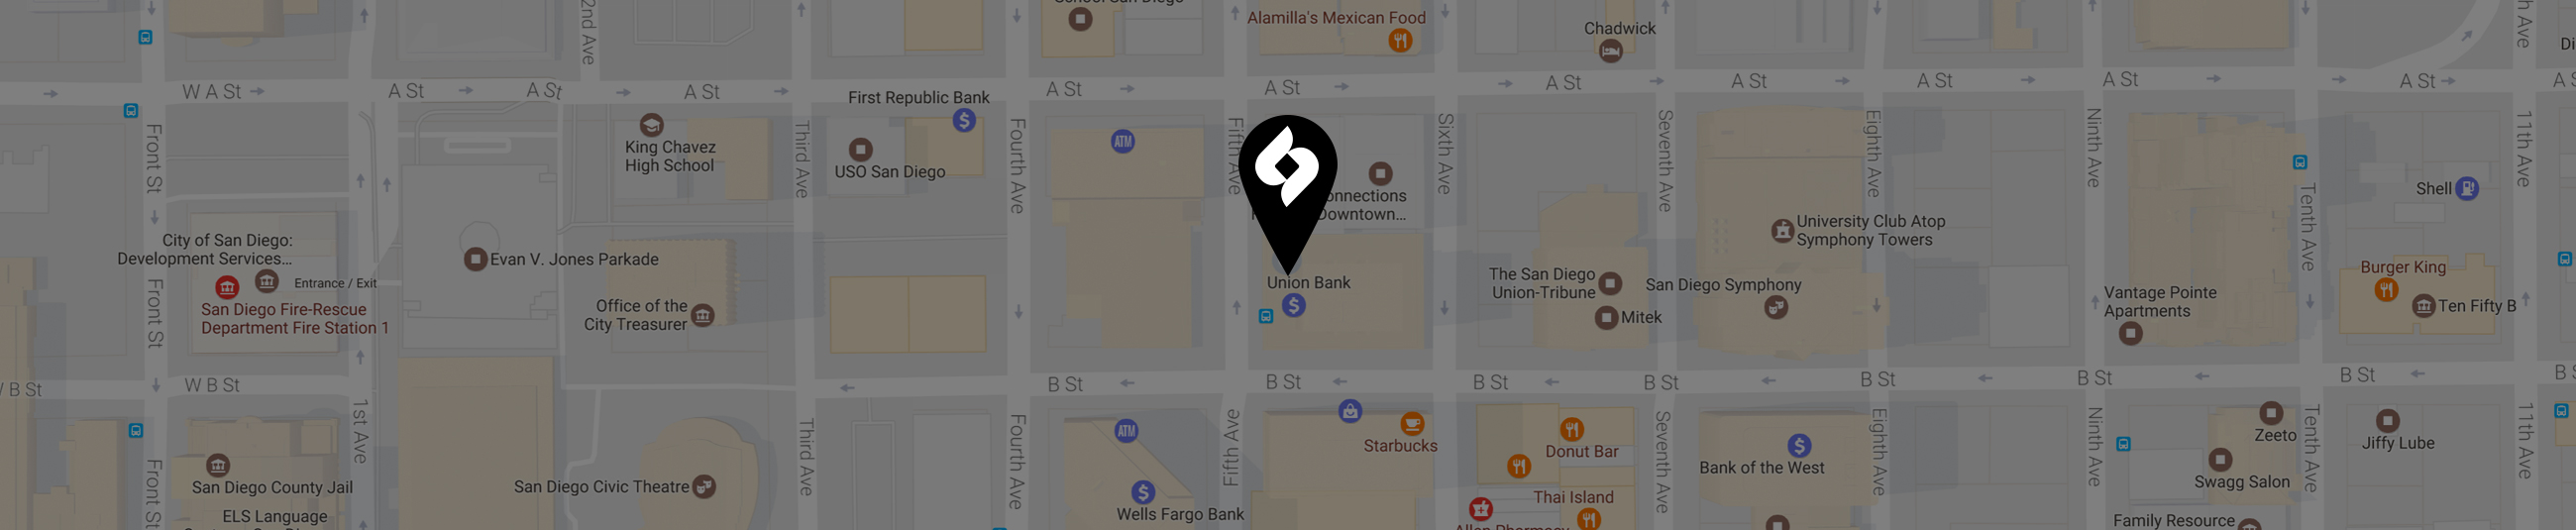 2nd Ave
Alamilla's Mexican Food
Chadwick
W A St
A St
A St
A St
A St
A St
A St
A St
A St
A St
A St
First Republic Bank
King Chavez
High School
USO San Diego
Front St
Third Ave
Fourth Ave
Sixth Ave
Seventh Ave
Eighth Ave
Ninth Ave
11th Ave
ATM
Downtown...
Shell
University Club Atop
Symphony Towers
City of San Diego:
Development Services...
Evan V. Jones Parkade
Entrance / Exit
San Diego Fire-Rescue
Department Fire Station 1
Office of the
City Treasurer
Union Bank
The San Diego
Union-Tribune
Mitek
San Diego Symphony
Tenth Ave
Burger King
Vantage Pointe
Apartments
Ten Fifty B
Front St
W B St
B St
B St
B St
B St
B St
B St
B St
1st Ave
Third Ave
Fourth Ave
Fifth Ave
Seventh Ave
Eighth Ave
Ninth Ave
Tenth Ave
11th Ave
ATM
Starbucks
Donut Bar
Zeeto
Jiffy Lube
Bank of the West
Swagg Salon
San Diego County Jail
San Diego Civic Theatre
Front St
Thai Island
Wells Fargo Bank
ELS Language
Family Resource